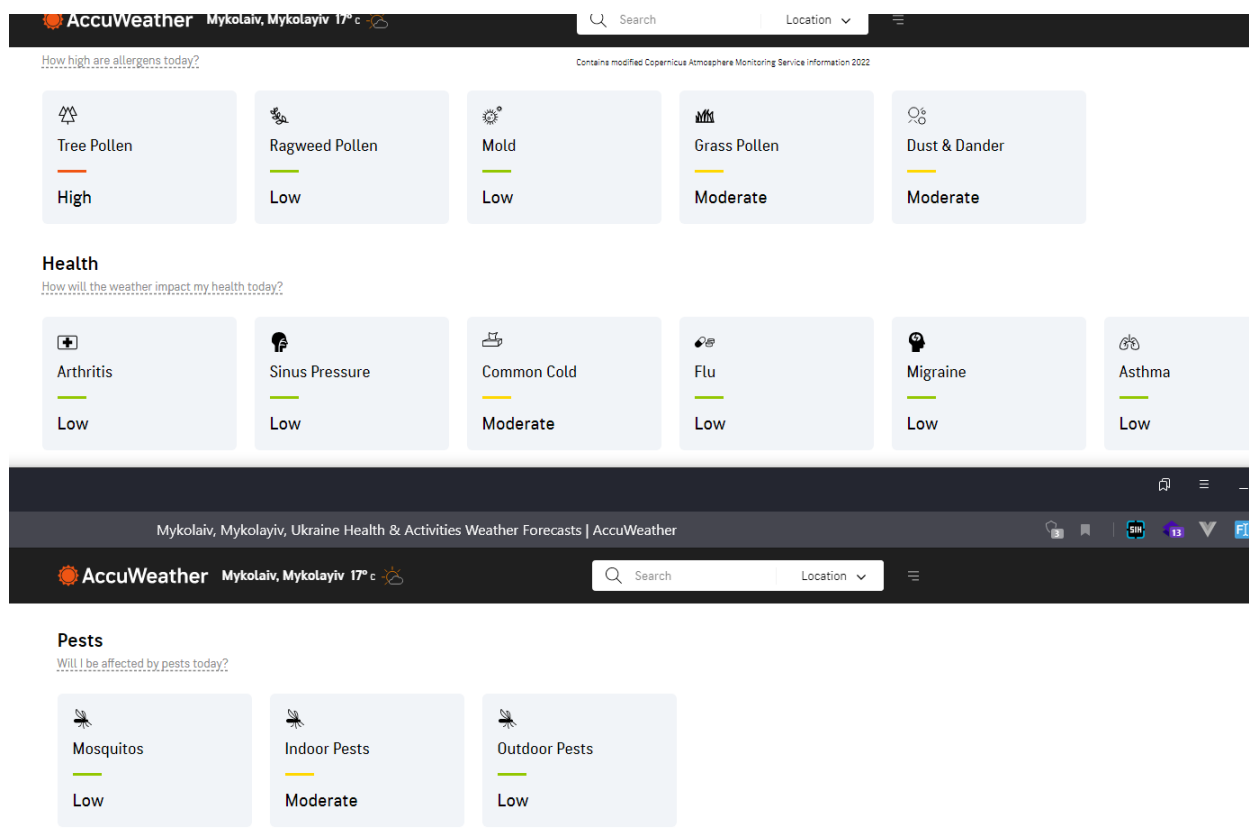 AccuWeather Mykolaiv, Mykolayiv 17° c Search Location
How high are allergens today? Contains modified Copernicus Atmosphere Monitoring Service information 2022
Tree Pollen Ragweed Pollen Mold Grass Pollen Dust & Dander
High Low Low Moderate Moderate
Health
How will the weather impact my health today?
Arthritis Sinus Pressure Common Cold Flu Migraine Asthma
Low Low Moderate Low Low Low
Mykolaiv, Mykolayiv, Ukraine Health & Activities Weather Forecasts | AccuWeather 3 SIH 13
AccuWeather Mykolaiv, Mykolayiv 17° c Search Location
Pests
Will I be affected by pests today?
Mosquitos Indoor Pests Outdoor Pests
Low Moderate Low